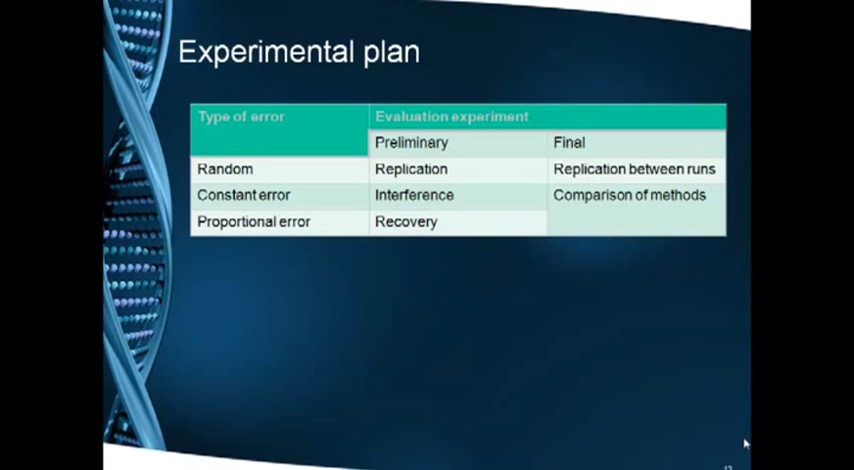 Experimental plan
Type of error Evaluation experiment
Preliminary Final
Random Replication Replication between runs
Constant error Interference Comparison of methods
Proportional error Recovery